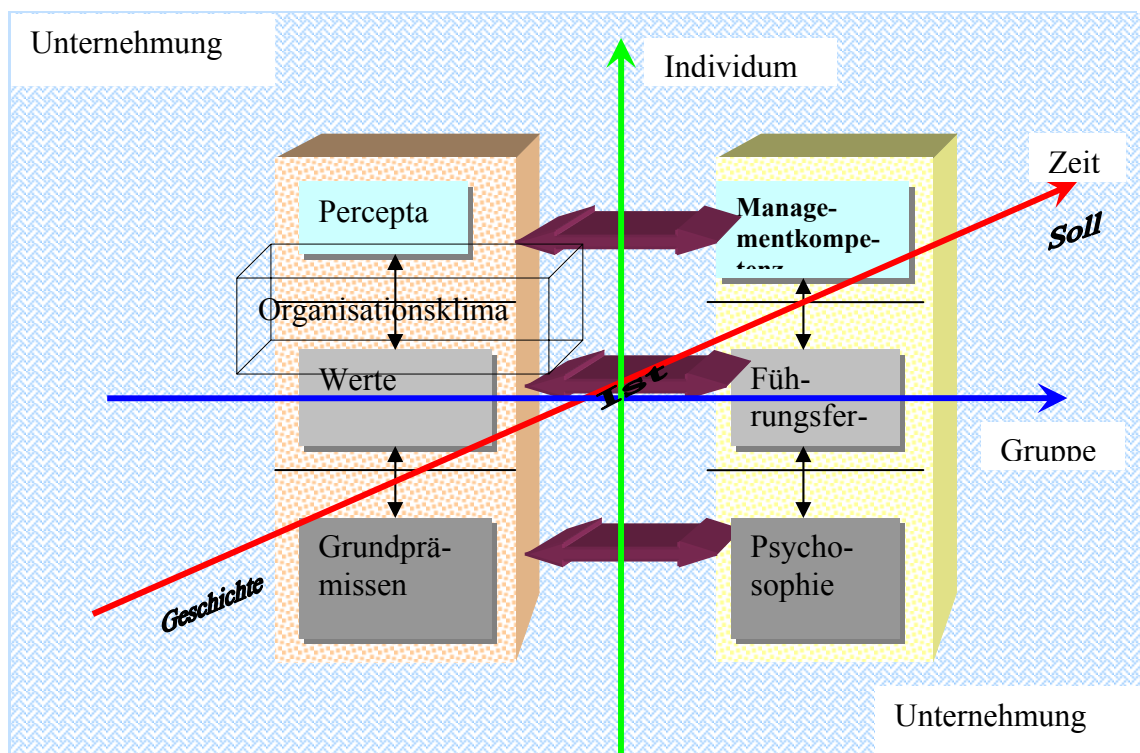 Unternehmung
Individum
Zeit
Soll
Percepta
Manage-
mentkompe-
tenz
Organisationsklima
Werte
Ist
Füh-
rungsfer-
Gruppe
Grundprä-
missen
Psycho-
sophie
Geschichte
Unternehmung